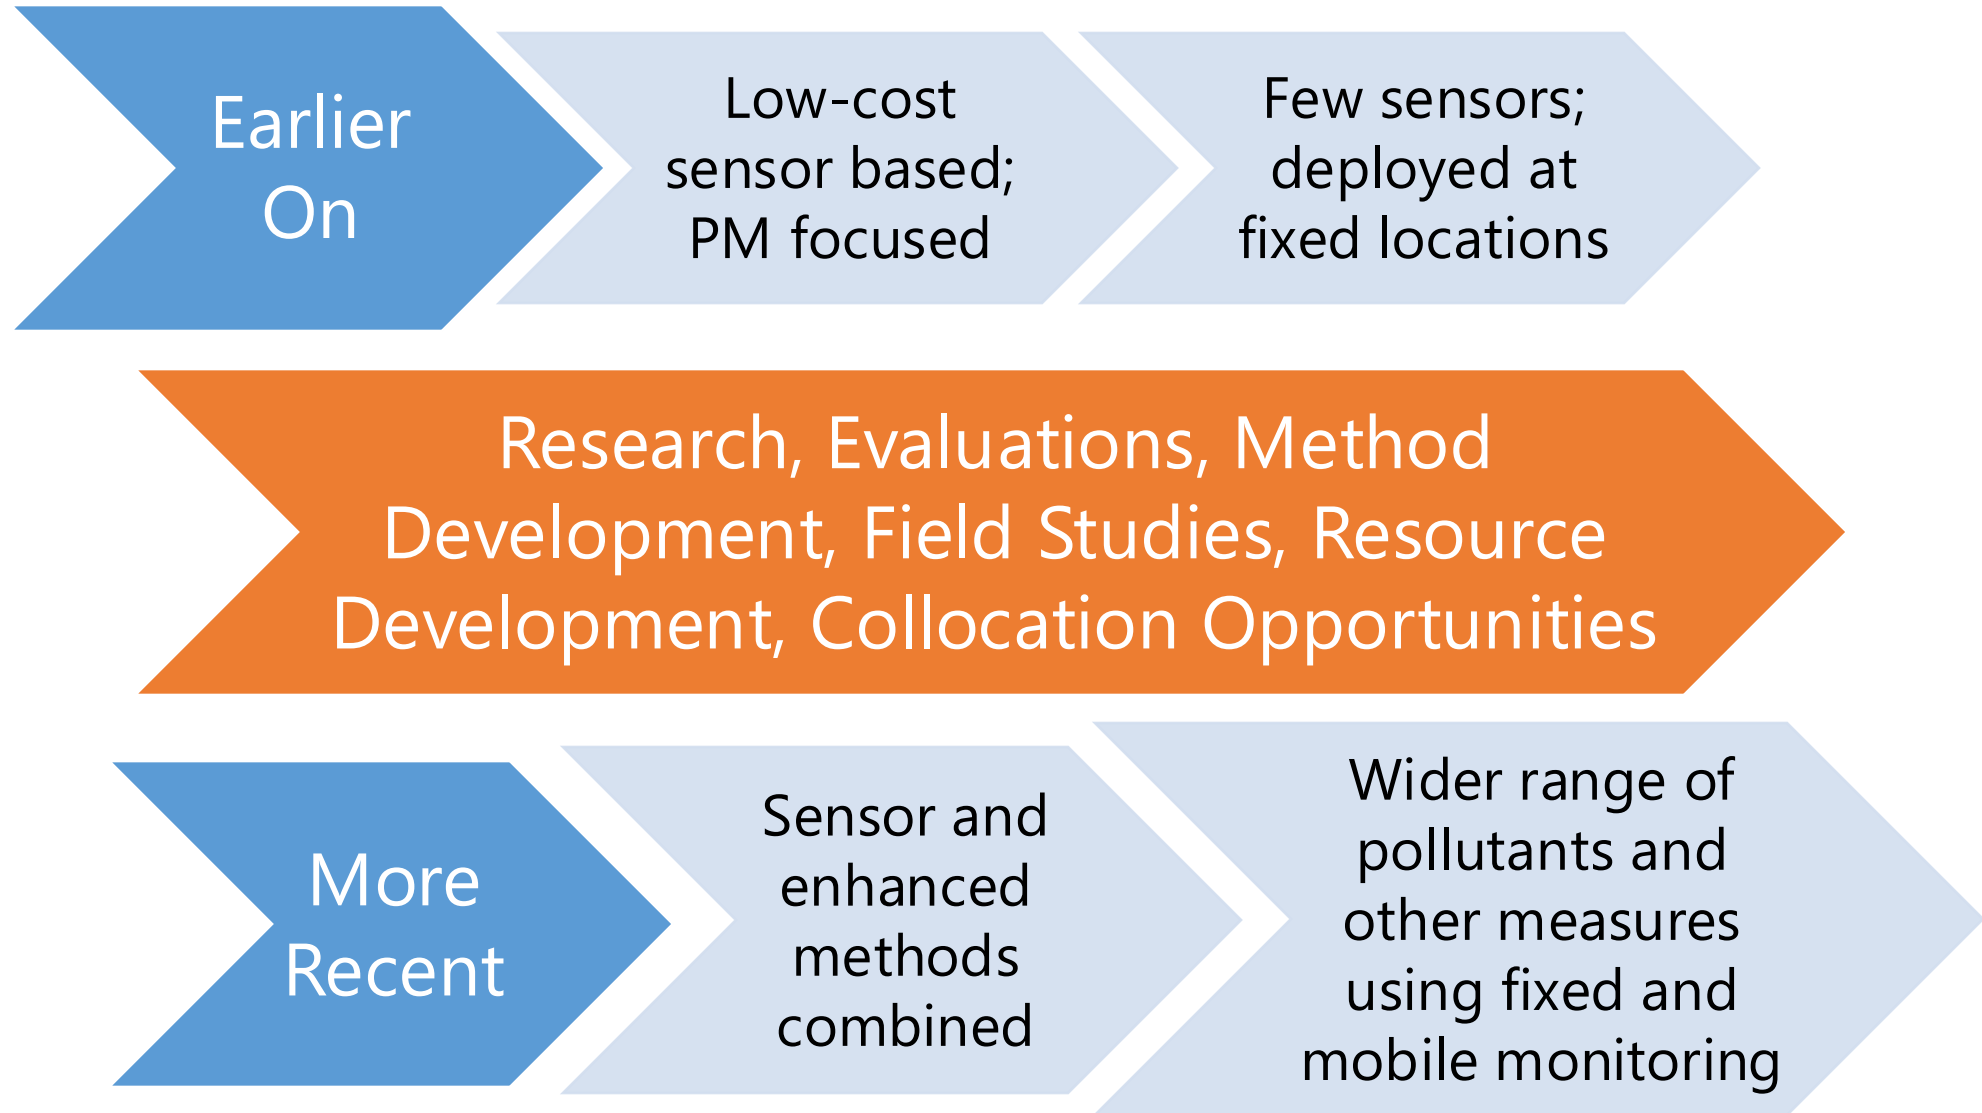 Earlier
On
Low-cost
sensor based;
PM focused
Few sensors;
deployed at
fixed locations
Research, Evaluations, Method
Development, Field Studies, Resource
Development, Collocation Opportunities
More
Recent
Sensor and
enhanced
methods
combined
Wider range of
pollutants and
other measures
using fixed and
mobile monitoring